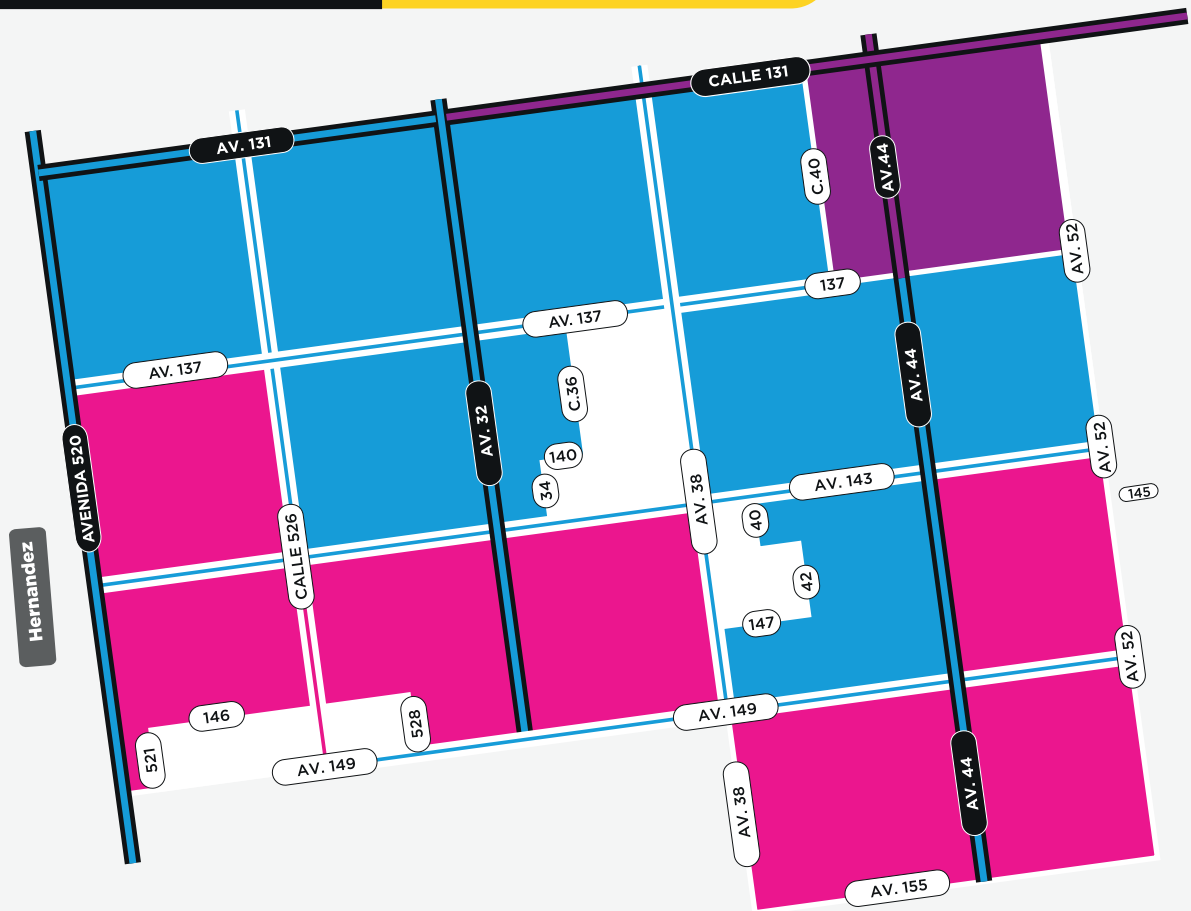 CALLE 131
AV. 131
C.40
AV.44
AV. 52
137
AV. 137
AV. 137
C.36
AV. 32
AV. 44
140
34
AVENIDA 520
AV. 38
AV. 143
AV. 52
145
40
CALLE 526
42
Hernandez
147
AV. 52
146
528
521
AV. 149
AV. 149
AV. 38
AV. 44
AV. 155